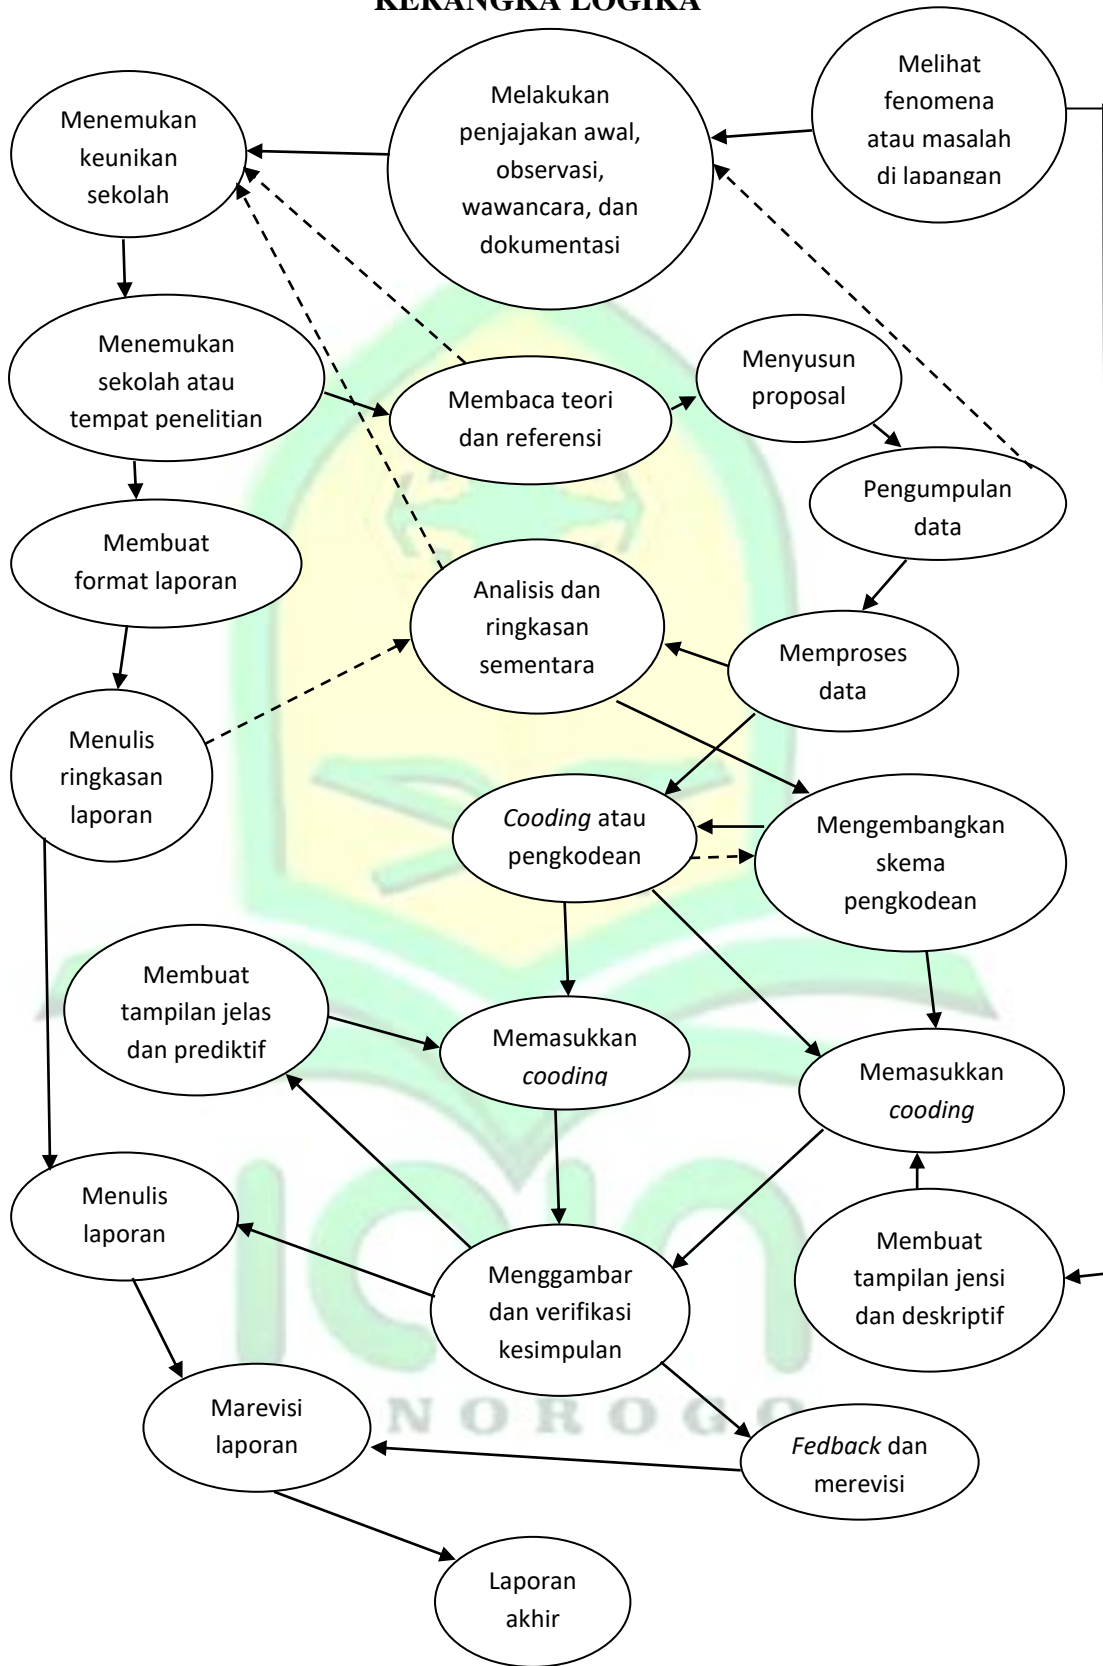 KERANGKA LOGIKA
Melihat
fenomena
atau masalah
di lapangan
Melakukan
penjajakan awal,
observasi,
wawancara, dan
dokumentasi
Menemukan
keunikan
sekolah
Menemukan
sekolah atau
tempat penelitian
Membaca teori
dan referensi
Menyusun
proposal
Pengumpulan
data
Membuat
format laporan
Analisis dan
ringkasan
sementara
Memproses
data
Menulis
ringkasan
laporan
Cooding atau
pengkodean
Mengembangkan
skema
pengkodean
Membuat
tampilan jelas
dan prediktif
Memasukkan
cooding
Memasukkan
cooding
Menulis
laporan
Menggambar
dan verifikasi
kesimpulan
Membuat
tampilan jensi
dan deskriptif
Marevisi
laporan
NOROGO
Fedback dan
merevisi
Laporan
akhir